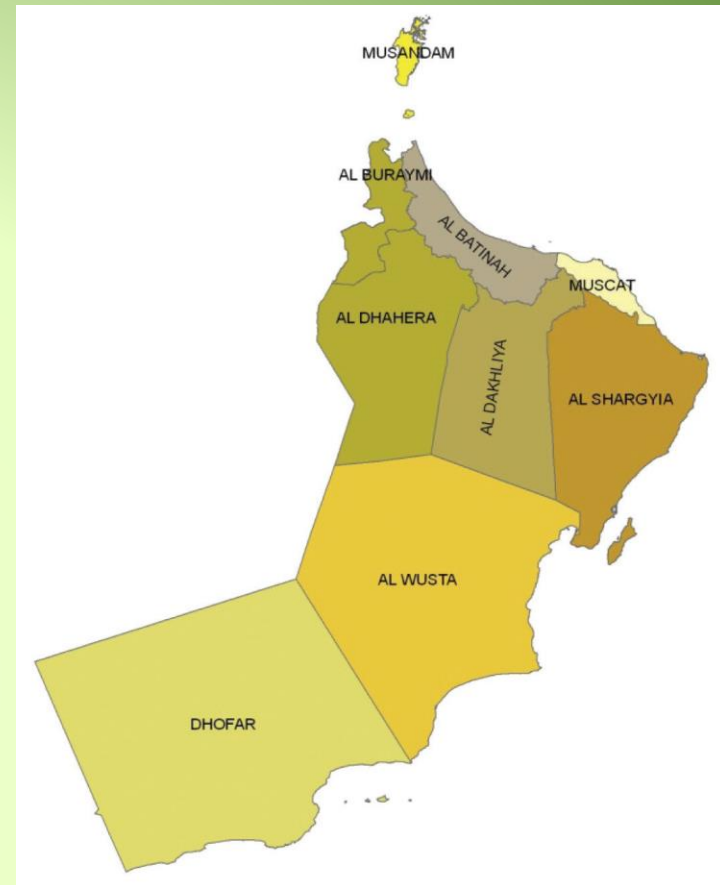 MUSANDAM
AL BURAYMI
AL BATINAH
MUSCAT
AL DHAHERA
AL DAKHLIYA
AL SHARGYIA
AL WUSTA
DHOFAR